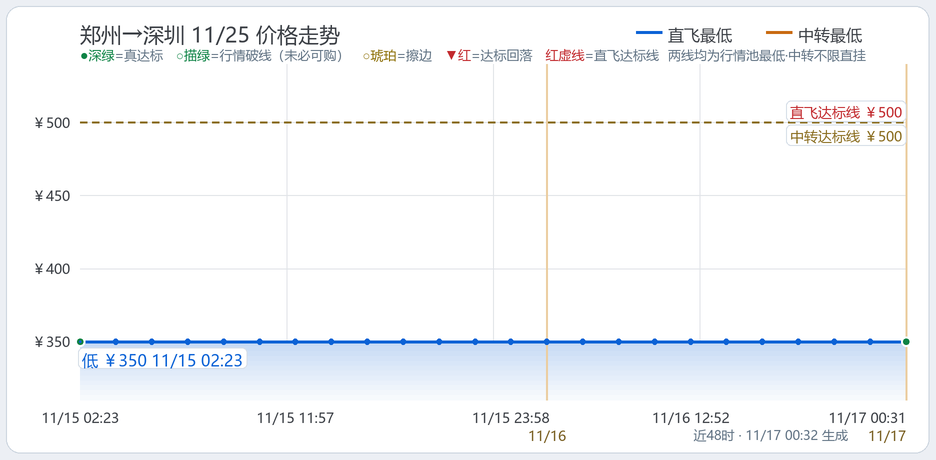 郑州→深圳 11/25 价格走势
直飞最低 中转最低
●深绿=真达标 ○描绿=行情破线（未必可购） ○琥珀=擦边 ▼红=达标回落 红虚线=直飞达标线 两线均为行情池最低·中转不限直挂
直飞达标线 ￥500
￥500
中转达标线 ￥500
￥450
￥400
￥350
低 ￥350 11/15 02:23
11/15 02:23 11/15 11:57 11/15 23:58 11/16 12:52 11/17 00:31
11/16 近48时 · 11/17 00:32 生成 11/17